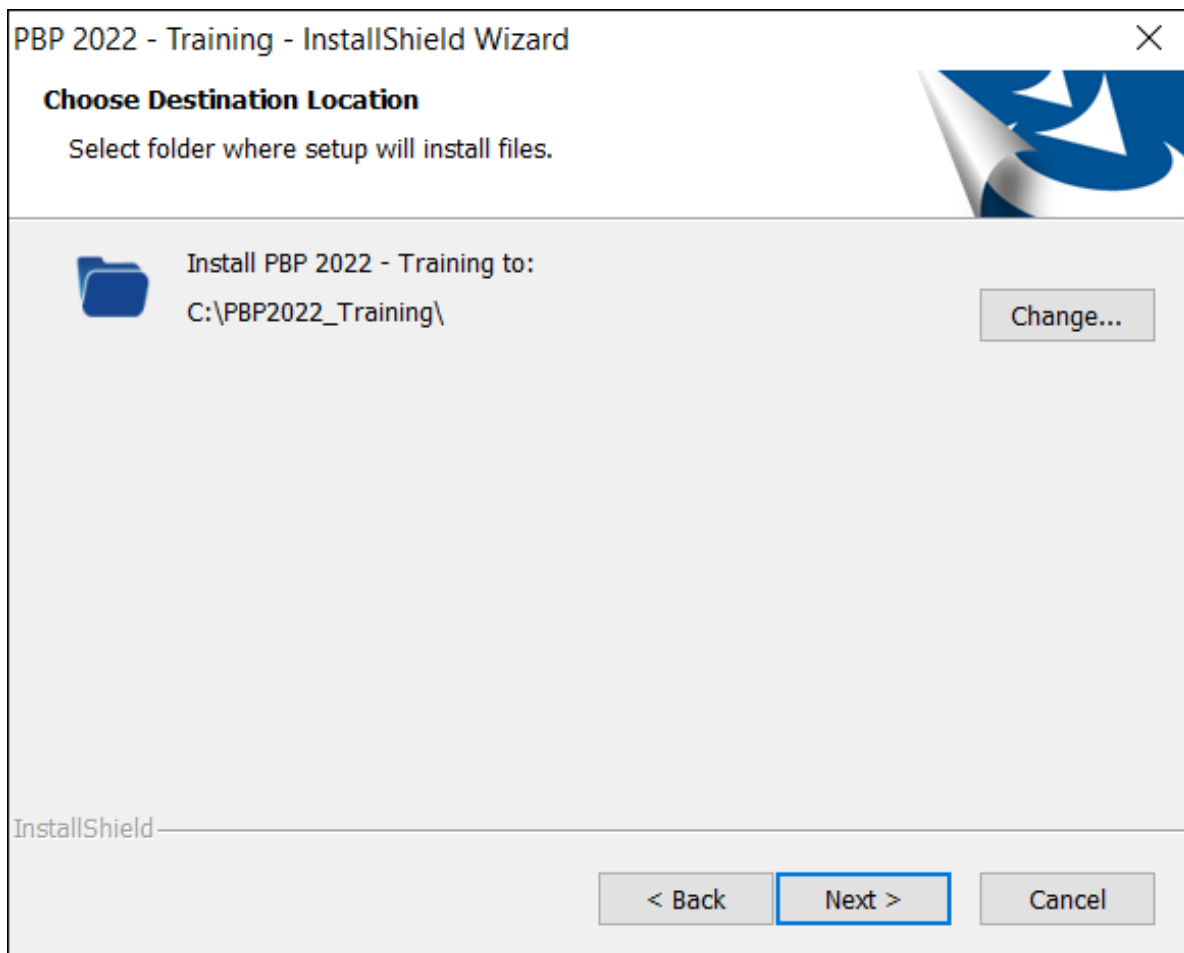 PBP 2022 - Training - InstallShield Wizard
Choose Destination Location
Select folder where setup will install files.
Install PBP 2022 - Training to:
C:\PBP2022_Training\
Change...
InstallShield
< Back
Next >
Cancel